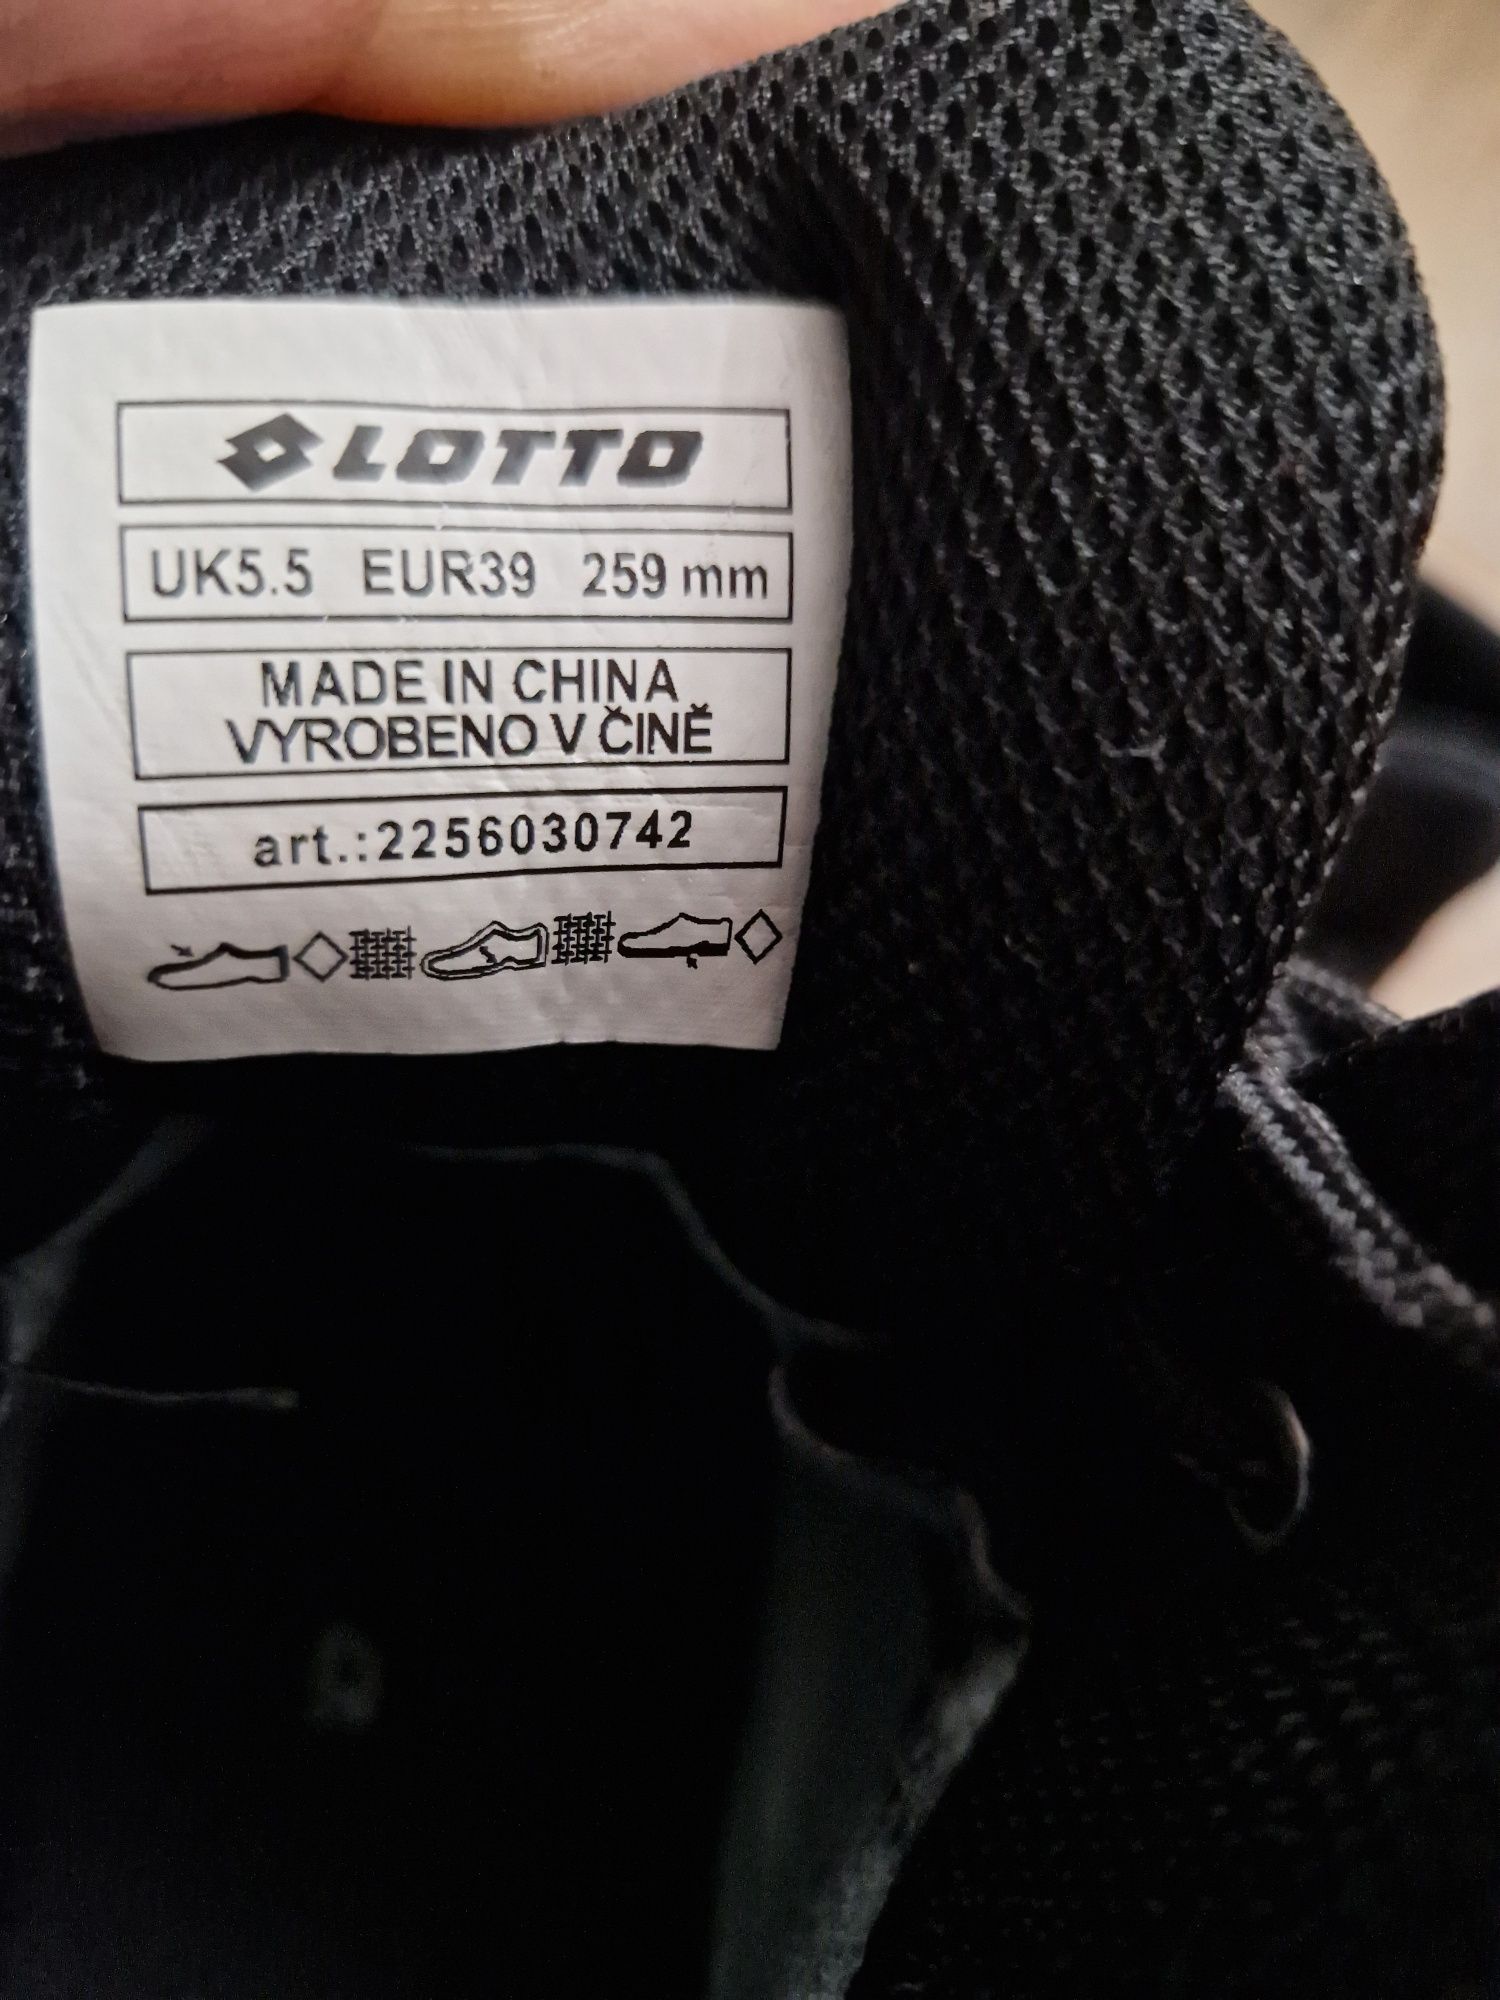 LOTTO
UK5.5 EUR39 259 mm
MADE IN CHINA
VYROBENO V ČINĚ
art.:2256030742